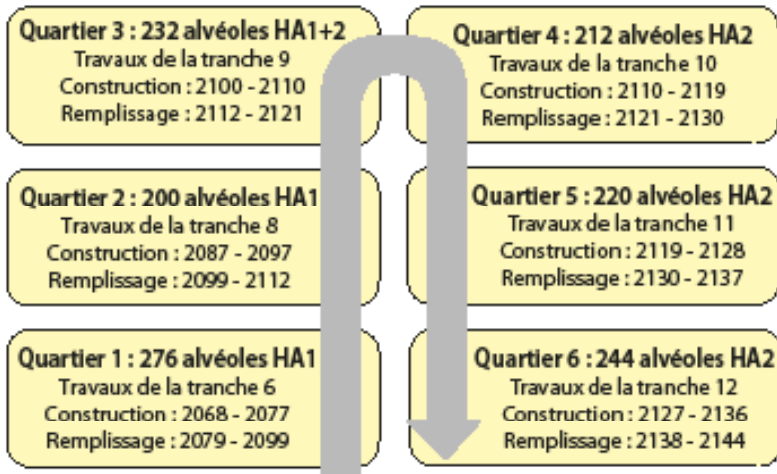 Quartier 3 : 232 alvéoles HA1+2
Travaux de la tranche 9
Construction : 2100 - 2110
Remplissage : 2112 - 2121
Quartier 4 : 212 alvéoles HA2
Travaux de la tranche 10
Construction : 2110 - 2119
Remplissage : 2121 - 2130
Quartier 2 : 200 alvéoles HA1
Travaux de la tranche 8
Construction : 2087 - 2097
Remplissage : 2099 - 2112
Quartier 5 : 220 alvéoles HA2
Travaux de la tranche 11
Construction : 2119 - 2128
Remplissage : 2130 - 2137
Quartier 1 : 276 alvéoles HA1
Travaux de la tranche 6
Construction : 2068 - 2077
Remplissage : 2079 - 2099
Quartier 6 : 244 alvéoles HA2
Travaux de la tranche 12
Construction : 2127 - 2136
Remplissage : 2138 - 2144